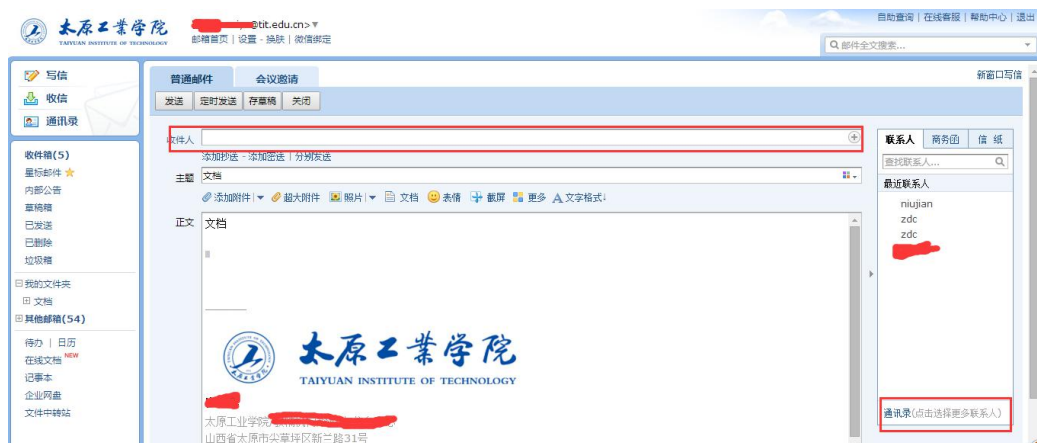 太原工业学院
TAIYUAN INSTITUTE OF TECHNOLOGY
@tit.edu.cn>▼
邮箱首页 | 设置 - 换肤 | 微信绑定
自助查询 | 在线客服 | 帮助中心 | 退出
邮件全文搜索...
写信
收信
通讯录
收件箱(5)
星标邮件
内部公告
草稿箱
已发送
已删除
垃圾箱
我的文件夹
文档
其他邮箱(54)
待办 | 日历
在线文档 NEW
记事本
企业网盘
文件中转站
普通邮件 会议邀请
新窗口写信
发送 定时发送 存草稿 关闭
收件人
添加抄送 - 添加密送 | 分别发送
主题 文档
添加附件 | 超大附件 照片 | 文档 表情 截屏 更多 A 文字格式↓
正文 文档
太原工业学院
TAIYUAN INSTITUTE OF TECHNOLOGY
太原工业学院
山西省太原市尖草坪区新兰路31号
联系人 商务函 信 纸
查找联系人...
最近联系人
niujian
zdc
zdc
通讯录(点击选择更多联系人)